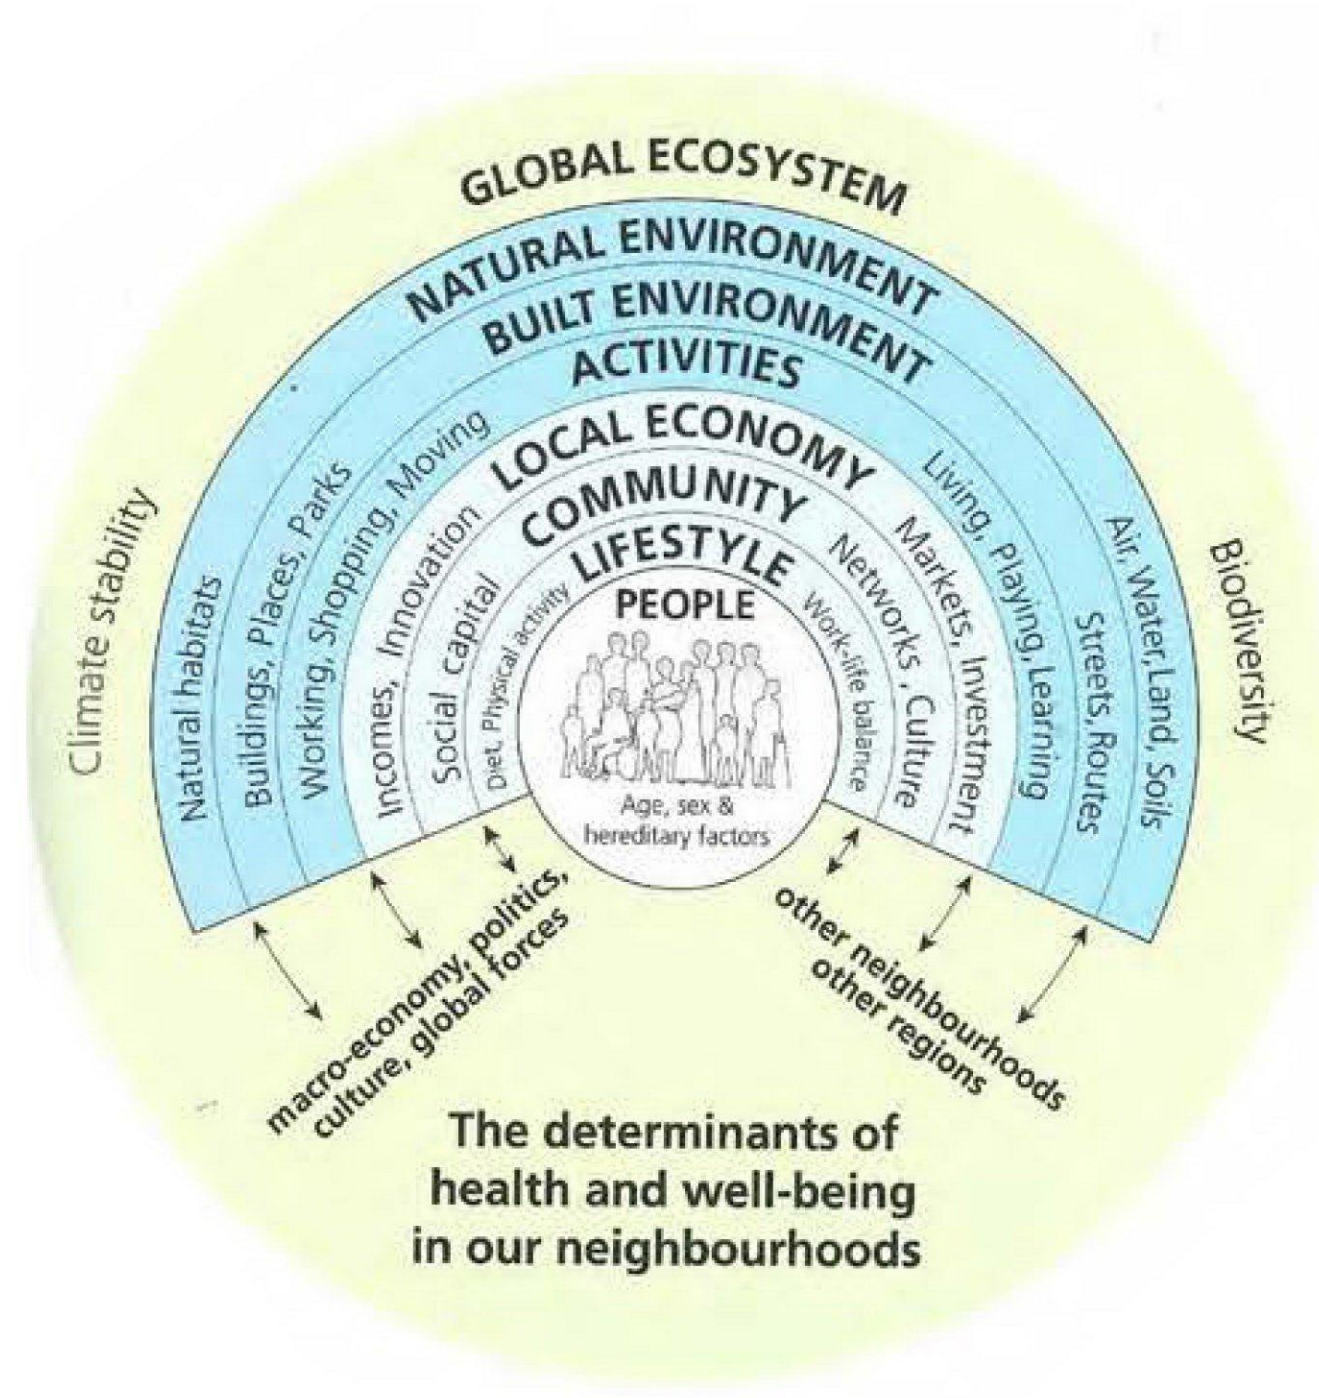 GLOBAL ECOSYSTEM
NATURAL ENVIRONMENT
BUILT ENVIRONMENT
ACTIVITIES
LOCAL ECONOMY
COMMUNITY
LIFESTYLE
PEOPLE
Age, sex &
hereditary factors
Climate stability
Natural habitats
Buildings, Places, Parks
Working, Shopping, Moving
Incomes, Innovation
Social capital
Diet, Physical activity
Work-life balance
Networks , Culture
Markets, Investment
Living, Playing, Learning
Streets, Routes
Air, Water, Land, Soils
Biodiversity
macro-economy, politics,
culture, global forces
other neighbourhoods
other regions
The determinants of
health and well-being
in our neighbourhoods